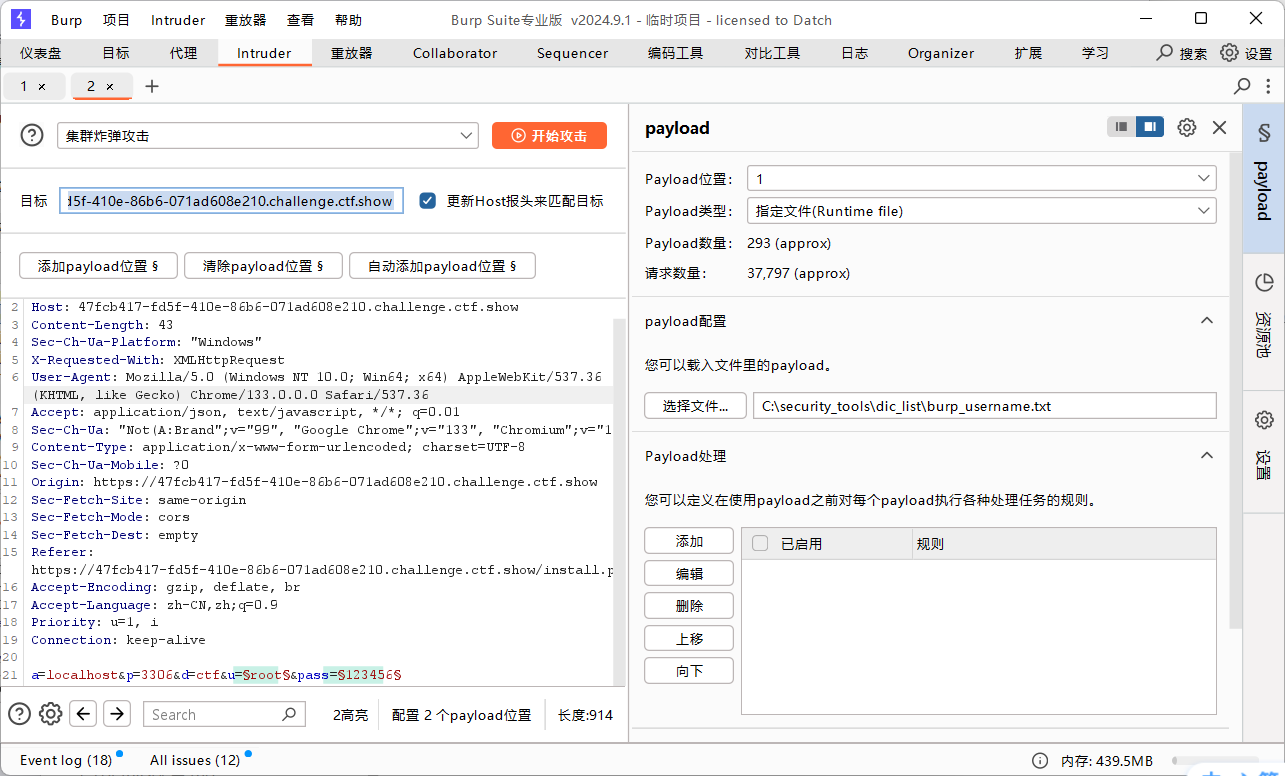 Burp 项目 Intruder 重放器 查看 帮助 Burp Suite专业版 v2024.9.1 - 临时项目 - licensed to Datch
仪表盘 目标 代理 Intruder 重放器 Collaborator Sequencer 编码工具 对比工具 日志 Organizer 扩展 学习 搜索 设置
1 × 2 × +
集群炸弹攻击 开始攻击
目标 d5f-410e-86b6-071ad608e210.challenge.ctf.show 更新Host报头来匹配目标
添加payload位置 § 清除payload位置 § 自动添加payload位置 §
2 Host: 47fcb417-fd5f-410e-86b6-071ad608e210.challenge.ctf.show
3 Content-Length: 43
4 Sec-Ch-Ua-Platform: "Windows"
5 X-Requested-With: XMLHttpRequest
6 User-Agent: Mozilla/5.0 (Windows NT 10.0; Win64; x64) AppleWebKit/537.36
(KHTML, like Gecko) Chrome/133.0.0.0 Safari/537.36
7 Accept: application/json, text/javascript, */*; q=0.01
8 Sec-Ch-Ua: "Not(A:Brand";v="99", "Google Chrome";v="133", "Chromium";v="1
9 Content-Type: application/x-www-form-urlencoded; charset=UTF-8
10 Sec-Ch-Ua-Mobile: ?0
11 Origin: https://47fcb417-fd5f-410e-86b6-071ad608e210.challenge.ctf.show
12 Sec-Fetch-Site: same-origin
13 Sec-Fetch-Mode: cors
14 Sec-Fetch-Dest: empty
15 Referer:
https://47fcb417-fd5f-410e-86b6-071ad608e210.challenge.ctf.show/install.p
16 Accept-Encoding: gzip, deflate, br
17 Accept-Language: zh-CN,zh;q=0.9
18 Priority: u=1, i
19 Connection: keep-alive
20
21 a=localhost&p=3306&d=ctf&u=§root§&pass=§123456§
Search 2高亮 配置 2 个payload位置 长度:914
payload
Payload位置: 1
Payload类型: 指定文件(Runtime file)
Payload数量: 293 (approx)
请求数量: 37,797 (approx)
payload配置
您可以载入文件里的payload。
选择文件... C:\security_tools\dic_list\burp_username.txt
Payload处理
您可以定义在使用payload之前对每个payload执行各种处理任务的规则。
添加 已启用 规则
编辑
删除
上移
向下
§ payload
资源池
设置
Event log (18) All issues (12) 内存: 439.5MB